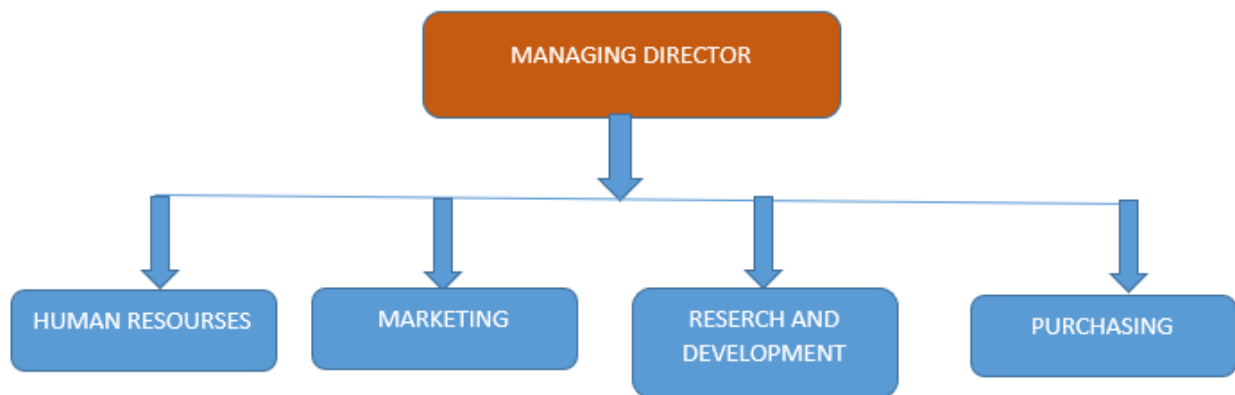 MANAGING DIRECTOR
HUMAN RESOURSES
MARKETING
RESERCH AND
DEVELOPMENT
PURCHASING